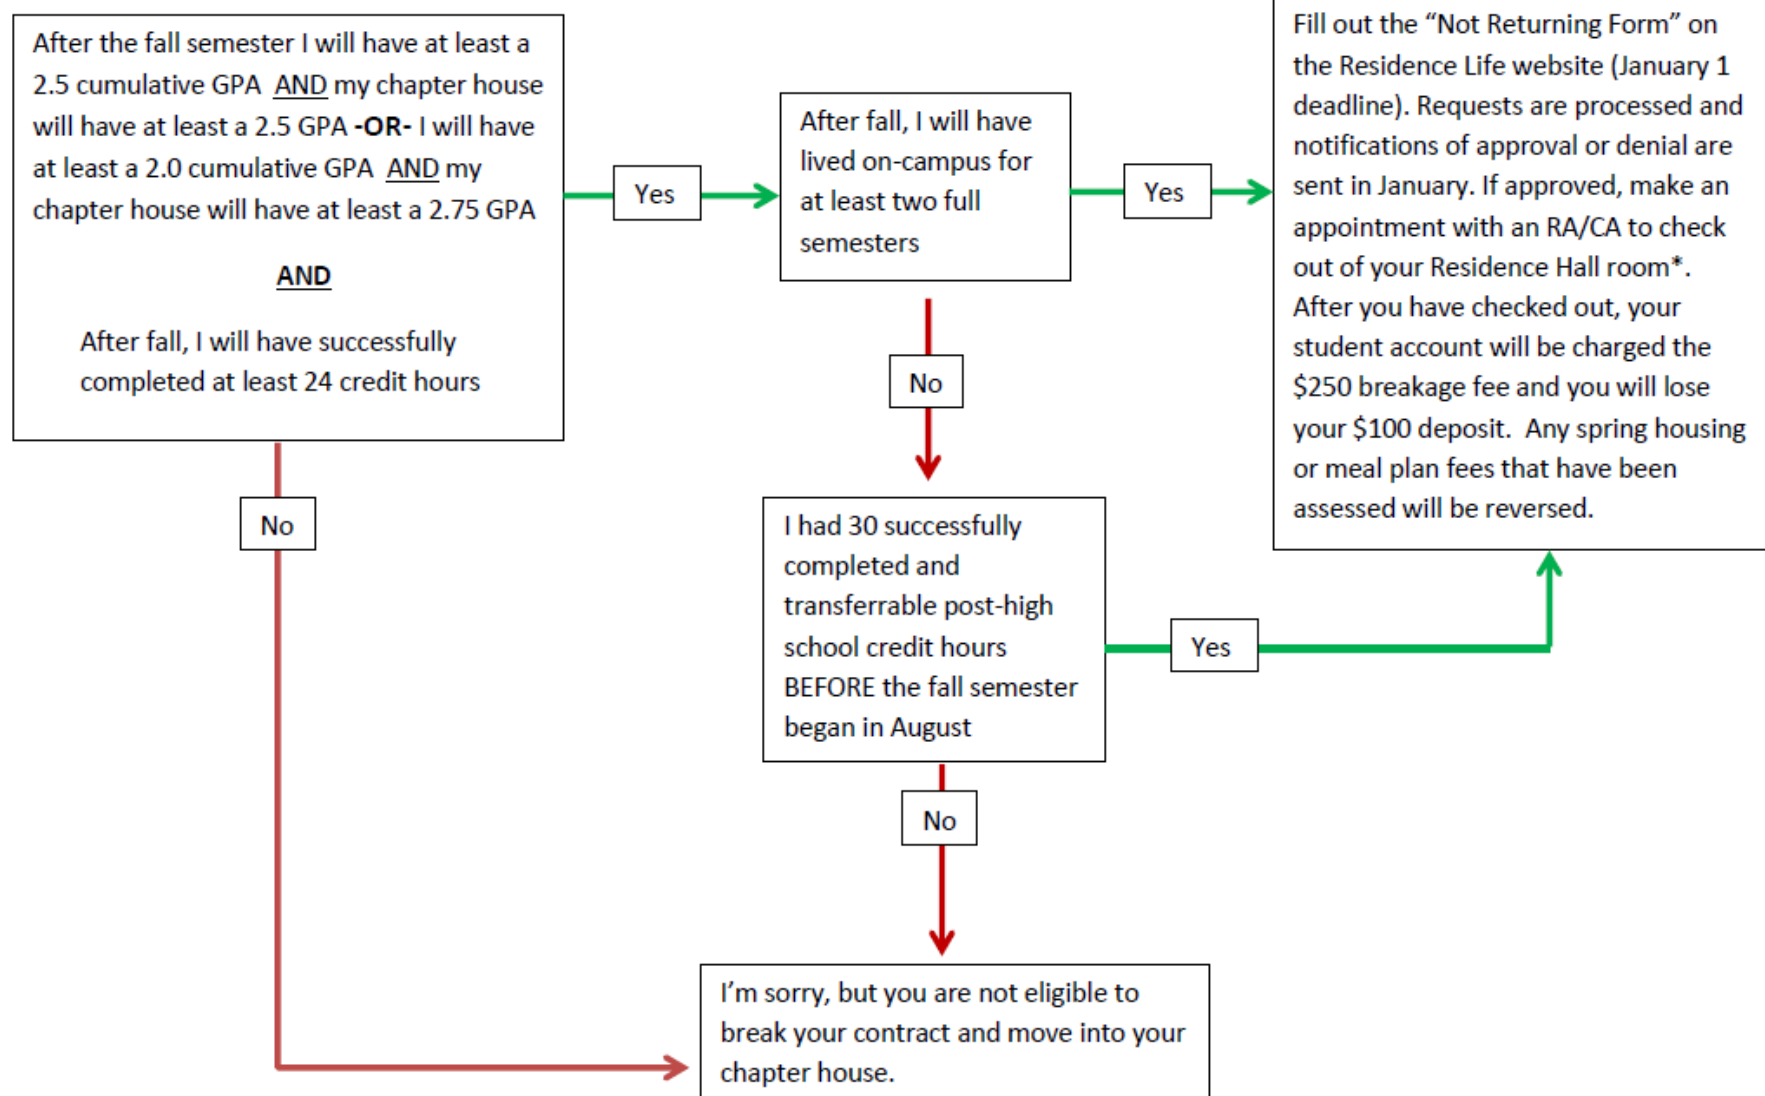 After the fall semester I will have at least a
2.5 cumulative GPA AND my chapter house
will have at least a 2.5 GPA -OR- I will have
at least a 2.0 cumulative GPA AND my
chapter house will have at least a 2.75 GPA
AND
After fall, I will have successfully
completed at least 24 credit hours
Yes
After fall, I will have
lived on-campus for
at least two full
semesters
Yes
Fill out the “Not Returning Form” on
the Residence Life website (January 1
deadline). Requests are processed and
notifications of approval or denial are
sent in January. If approved, make an
appointment with an RA/CA to check
out of your Residence Hall room*.
After you have checked out, your
student account will be charged the
$250 breakage fee and you will lose
your $100 deposit.  Any spring housing
or meal plan fees that have been
assessed will be reversed.
No
No
I had 30 successfully
completed and
transferrable post-high
school credit hours
BEFORE the fall semester
began in August
Yes
No
I’m sorry, but you are not eligible to
break your contract and move into your
chapter house.